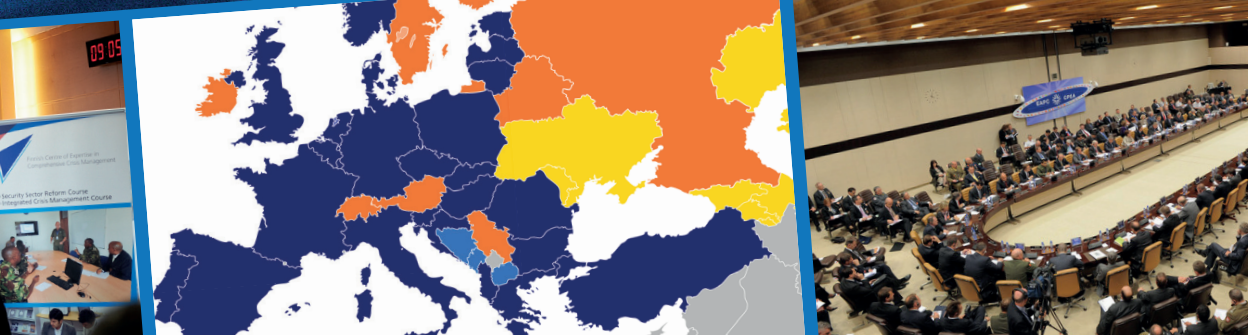 09 05
Finnish Centre of Expertise in
Comprehensive Crisis Management
Security Sector Reform Course
Integrated Crisis Management Course
EAPC CPEA